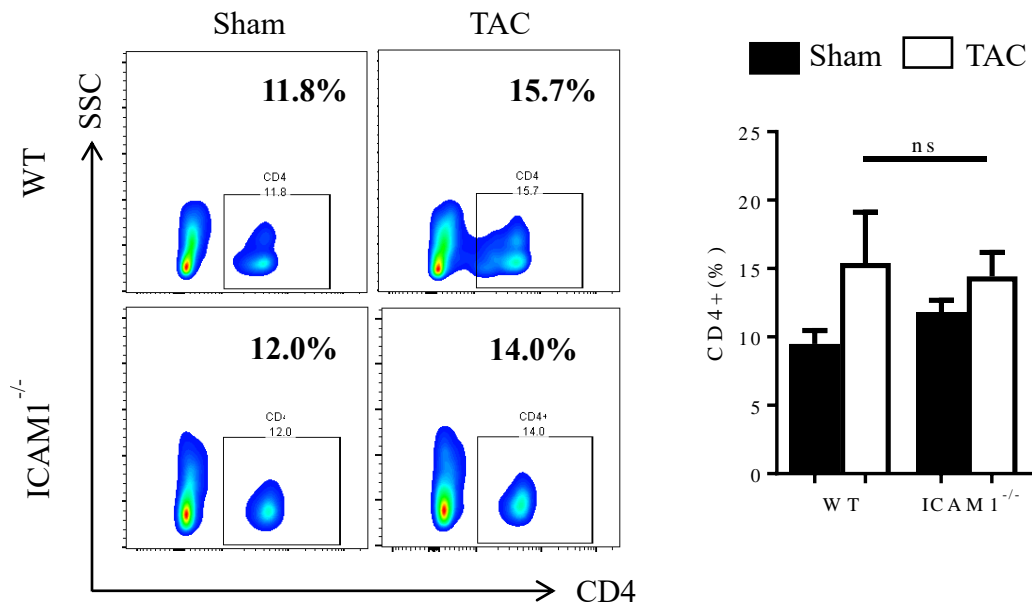 Sham
TAC
WT
SSC
11.8%
CD4
11.8
15.7%
CD4
15.7
ICAM1-/-
12.0%
12.0
14.0%
CD4+
14.0
CD4
Sham TAC
CD4+(%)
25
20
15
10
5
0
ns
WT
ICAM1-/-